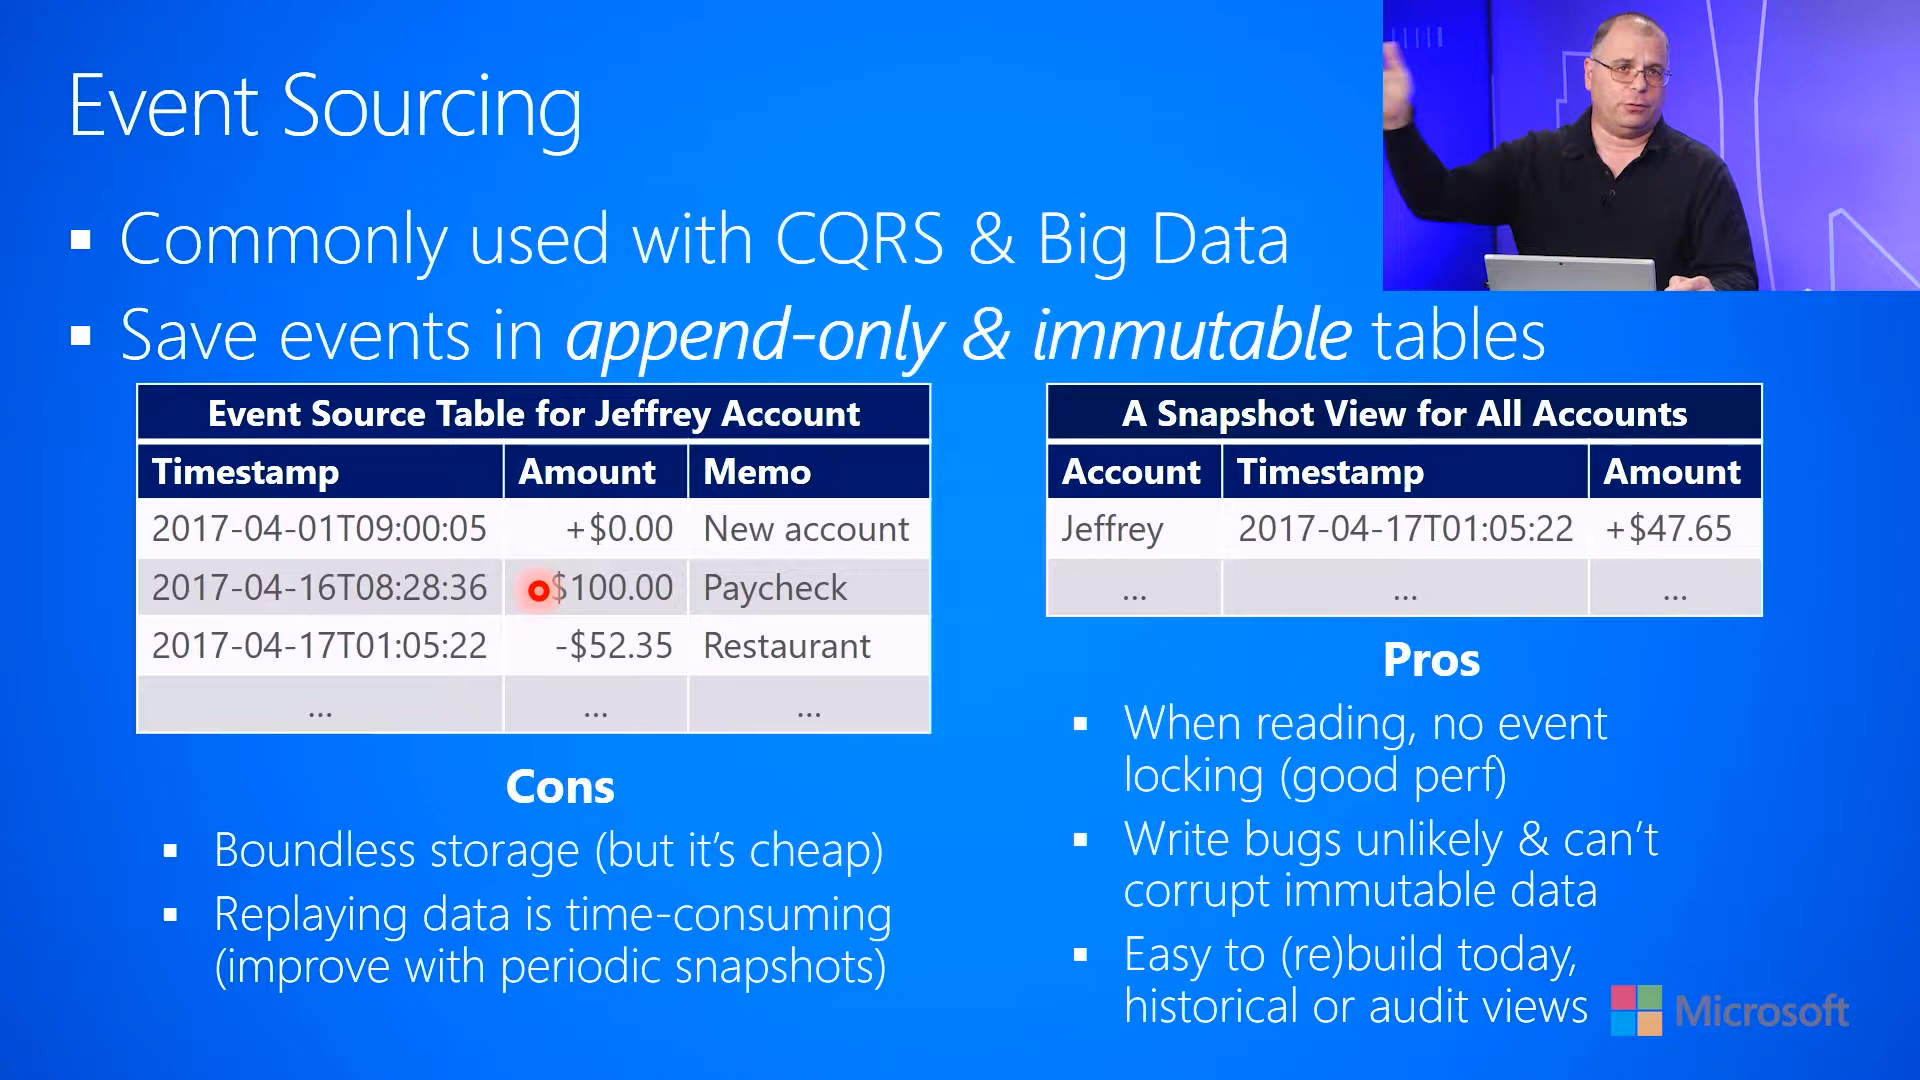 Event Sourcing
▪ Commonly used with CQRS & Big Data
▪ Save events in append-only & immutable tables
Event Source Table for Jeffrey Account
Timestamp Amount Memo
2017-04-01T09:00:05 +$0.00 New account
2017-04-16T08:28:36 $100.00 Paycheck
2017-04-17T01:05:22 -$52.35 Restaurant
... ... ...
Cons
▪ Boundless storage (but it's cheap)
▪ Replaying data is time-consuming
(improve with periodic snapshots)
A Snapshot View for All Accounts
Account Timestamp Amount
Jeffrey 2017-04-17T01:05:22 +$47.65
... ... ...
Pros
▪ When reading, no event
locking (good perf)
▪ Write bugs unlikely & can't
corrupt immutable data
▪ Easy to (re)build today,
historical or audit views
Microsoft